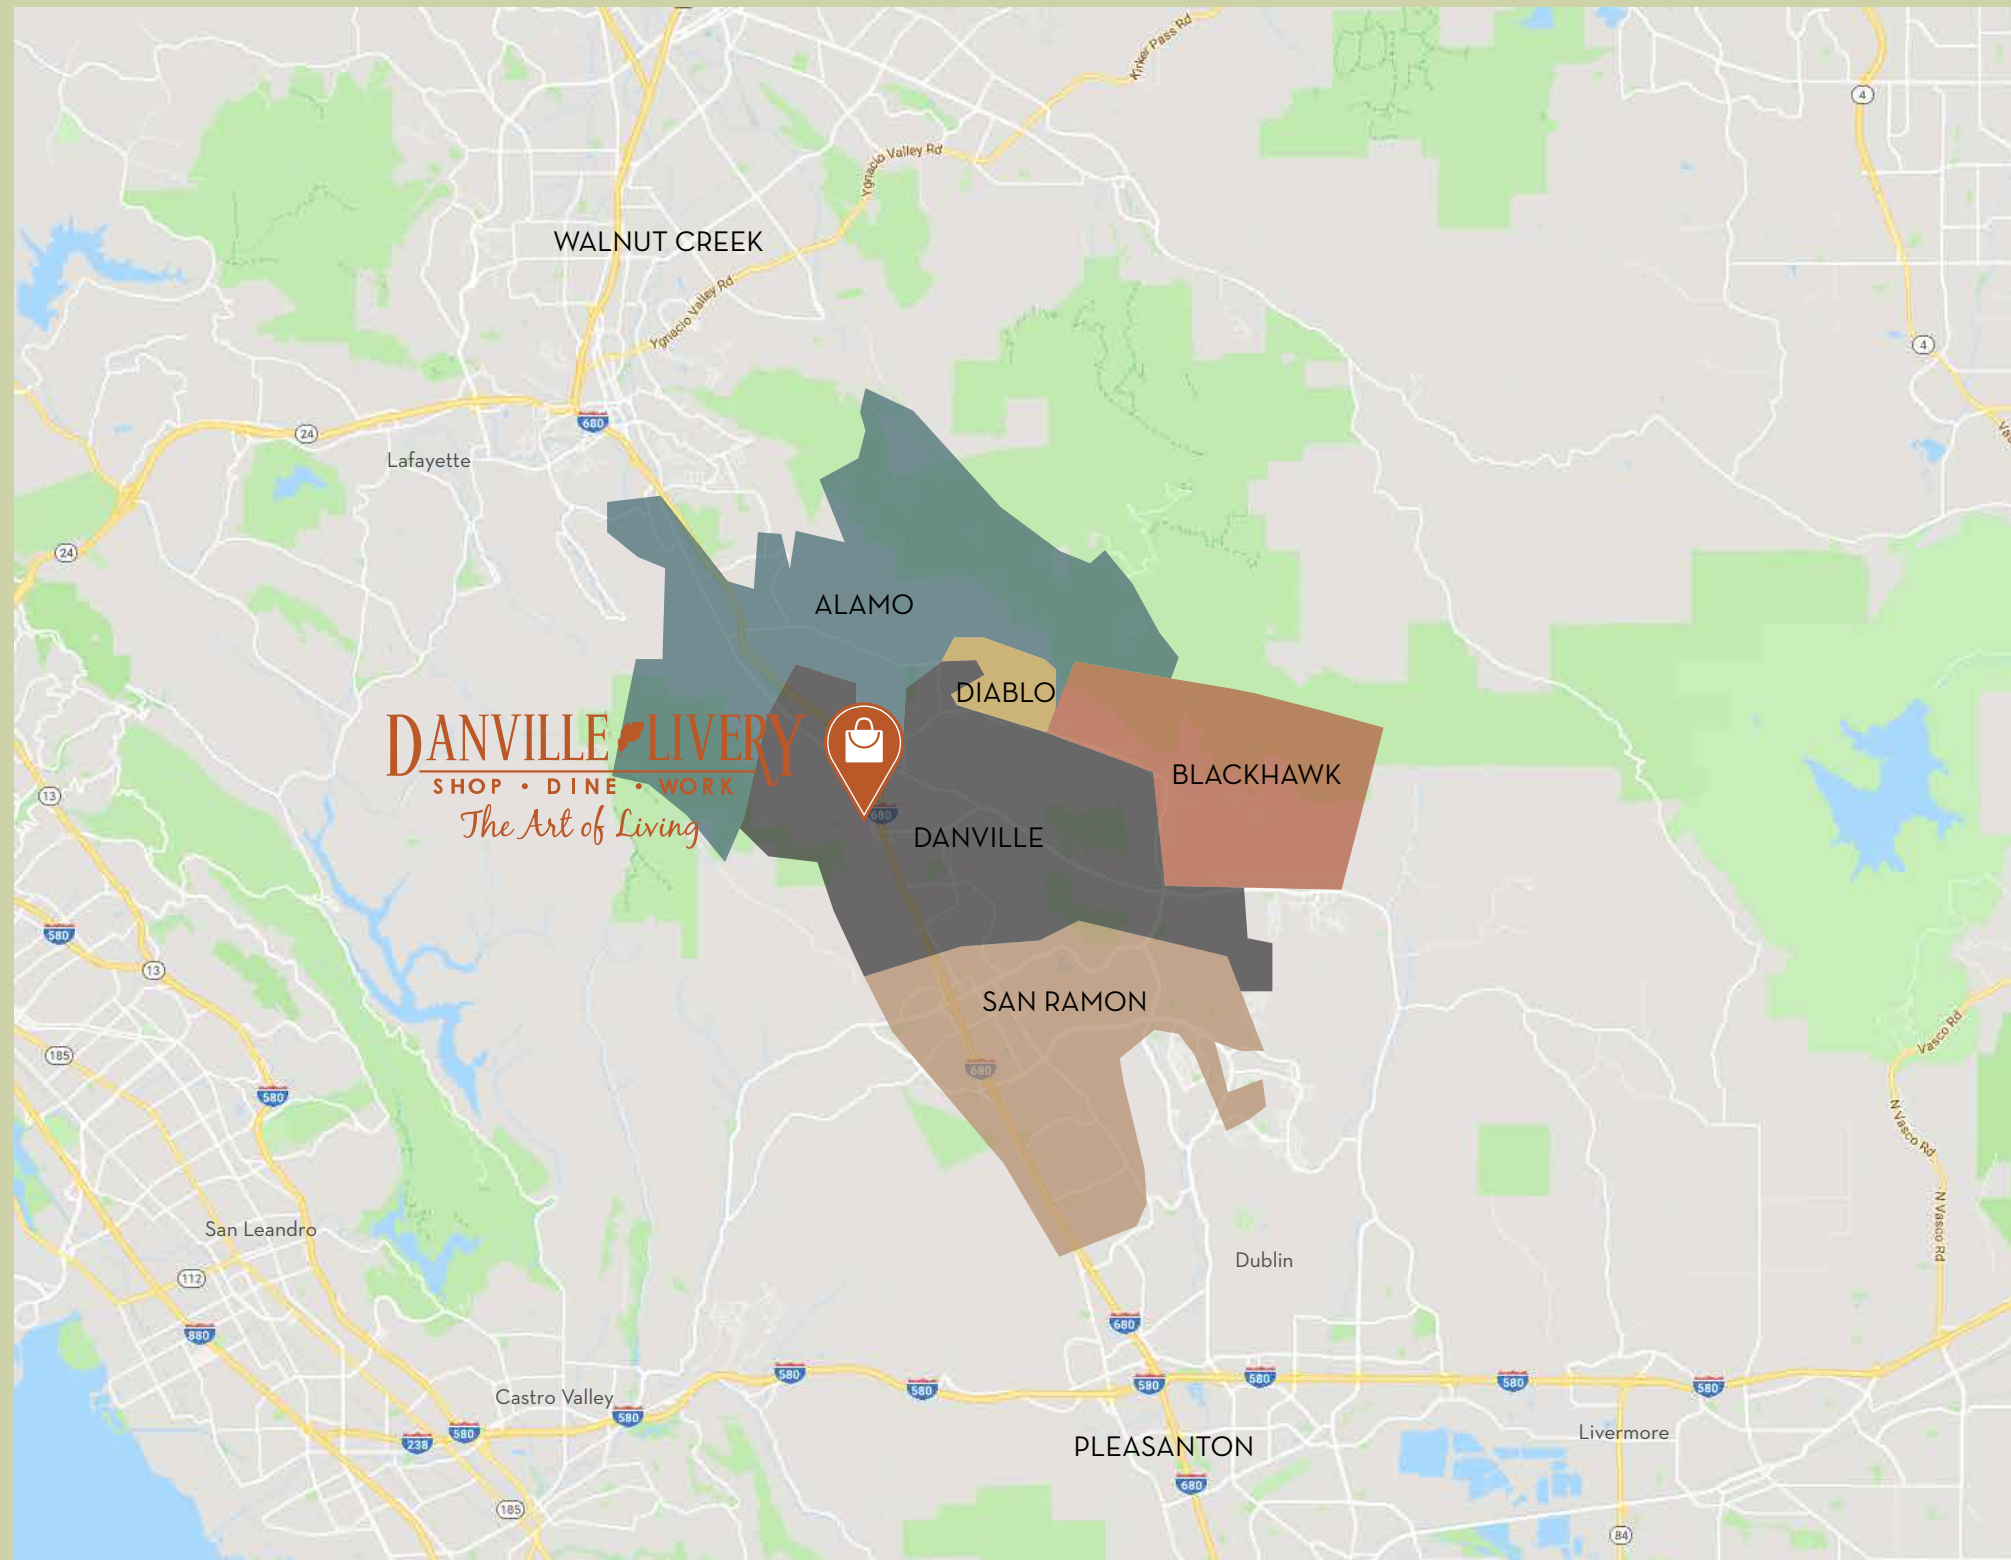 Kirker Pass Rd
4
Ygnacio Valley Rd
WALNUT CREEK
Ygnacio Valley Rd
4
680
24
Lafayette
24
ALAMO
DIABLO
DANVILLE LIVERY
SHOP • DINE • WORK
The Art of Living
BLACKHAWK
13
680
DANVILLE
580
13
SAN RAMON
Vasco Rd
185
680
580
N Vasco Rd
N Vasco Rd
San Leandro
Dublin
112
680
880
580
580
580
580
580
580
Castro Valley
580
580
238
Livermore
PLEASANTON
680
185
84